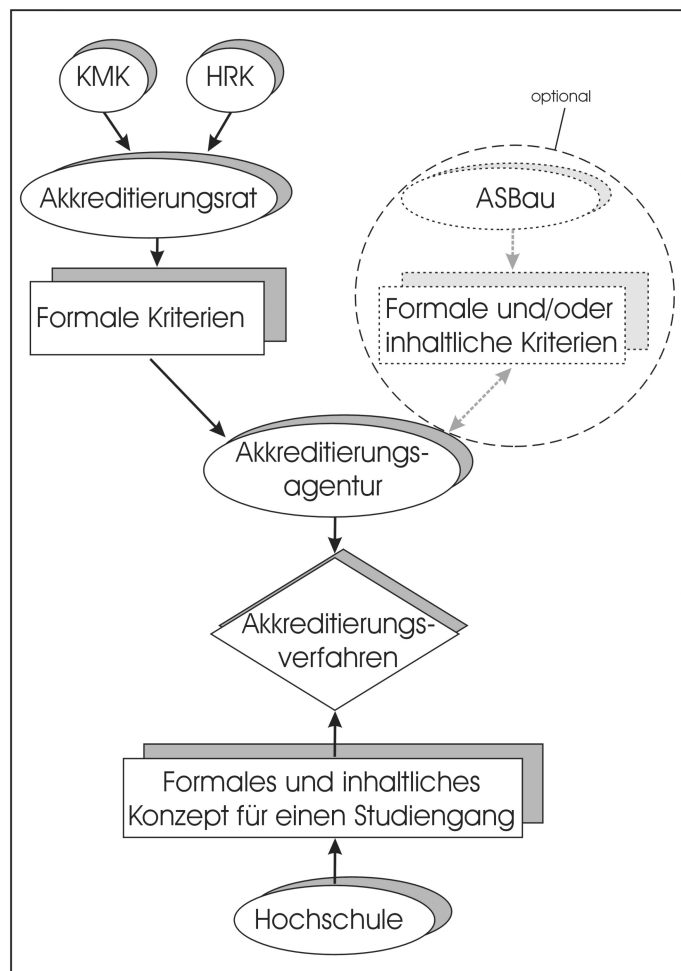 KMK
HRK
optional
Akkreditierungsrat
ASBau
Formale Kriterien
Formale und/oder
inhaltliche Kriterien
Akkreditierungs-
agentur
Akkreditierungs-
verfahren
Formales und inhaltliches
Konzept für einen Studiengang
Hochschule